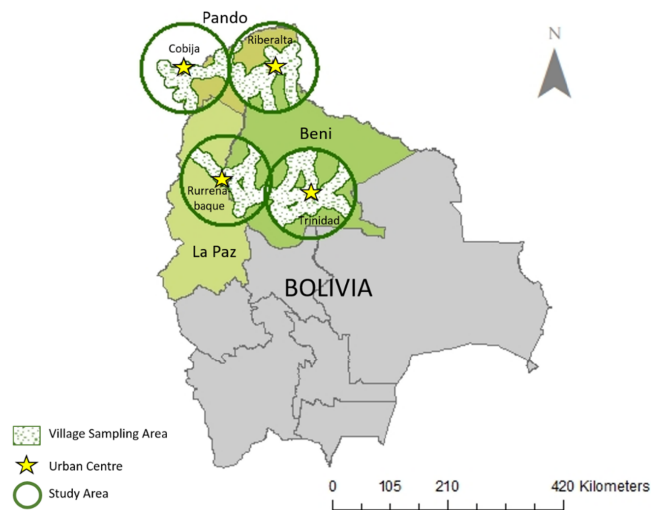 Pando
Cobija
Riberalta
N
Beni
Rurrena-
baque
Trinidad
La Paz
BOLIVIA
Village Sampling Area
Urban Centre
Study Area
0 105 210 420 Kilometers